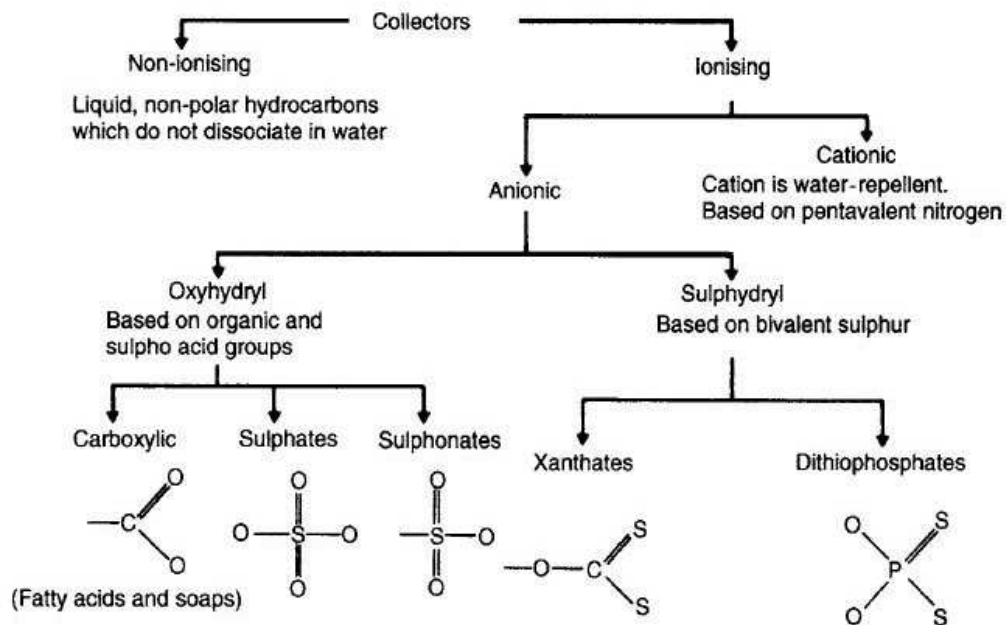 Collectors
Non-ionising
Ionising
Liquid, non-polar hydrocarbons
which do not dissociate in water
Anionic
Cationic
Cation is water-repellent.
Based on pentavalent nitrogen
Oxyhydryl
Based on organic and
sulpho acid groups
Sulphydryl
Based on bivalent sulphur
Carboxylic
Sulphates
Sulphonates
Xanthates
Dithiophosphates
O
C
O
O
O S O
O
O
S O
O
S
O C
S
O S
P
O S
(Fatty acids and soaps)